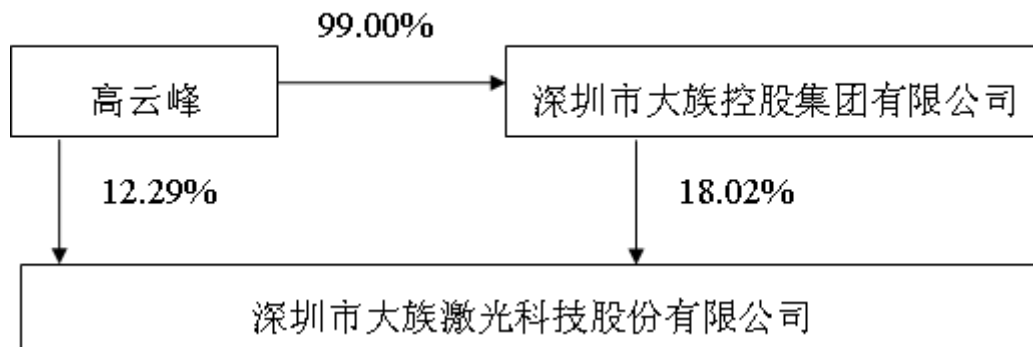 99.00%
高云峰
深圳市大族控股集团有限公司
12.29%
18.02%
深圳市大族激光科技股份有限公司